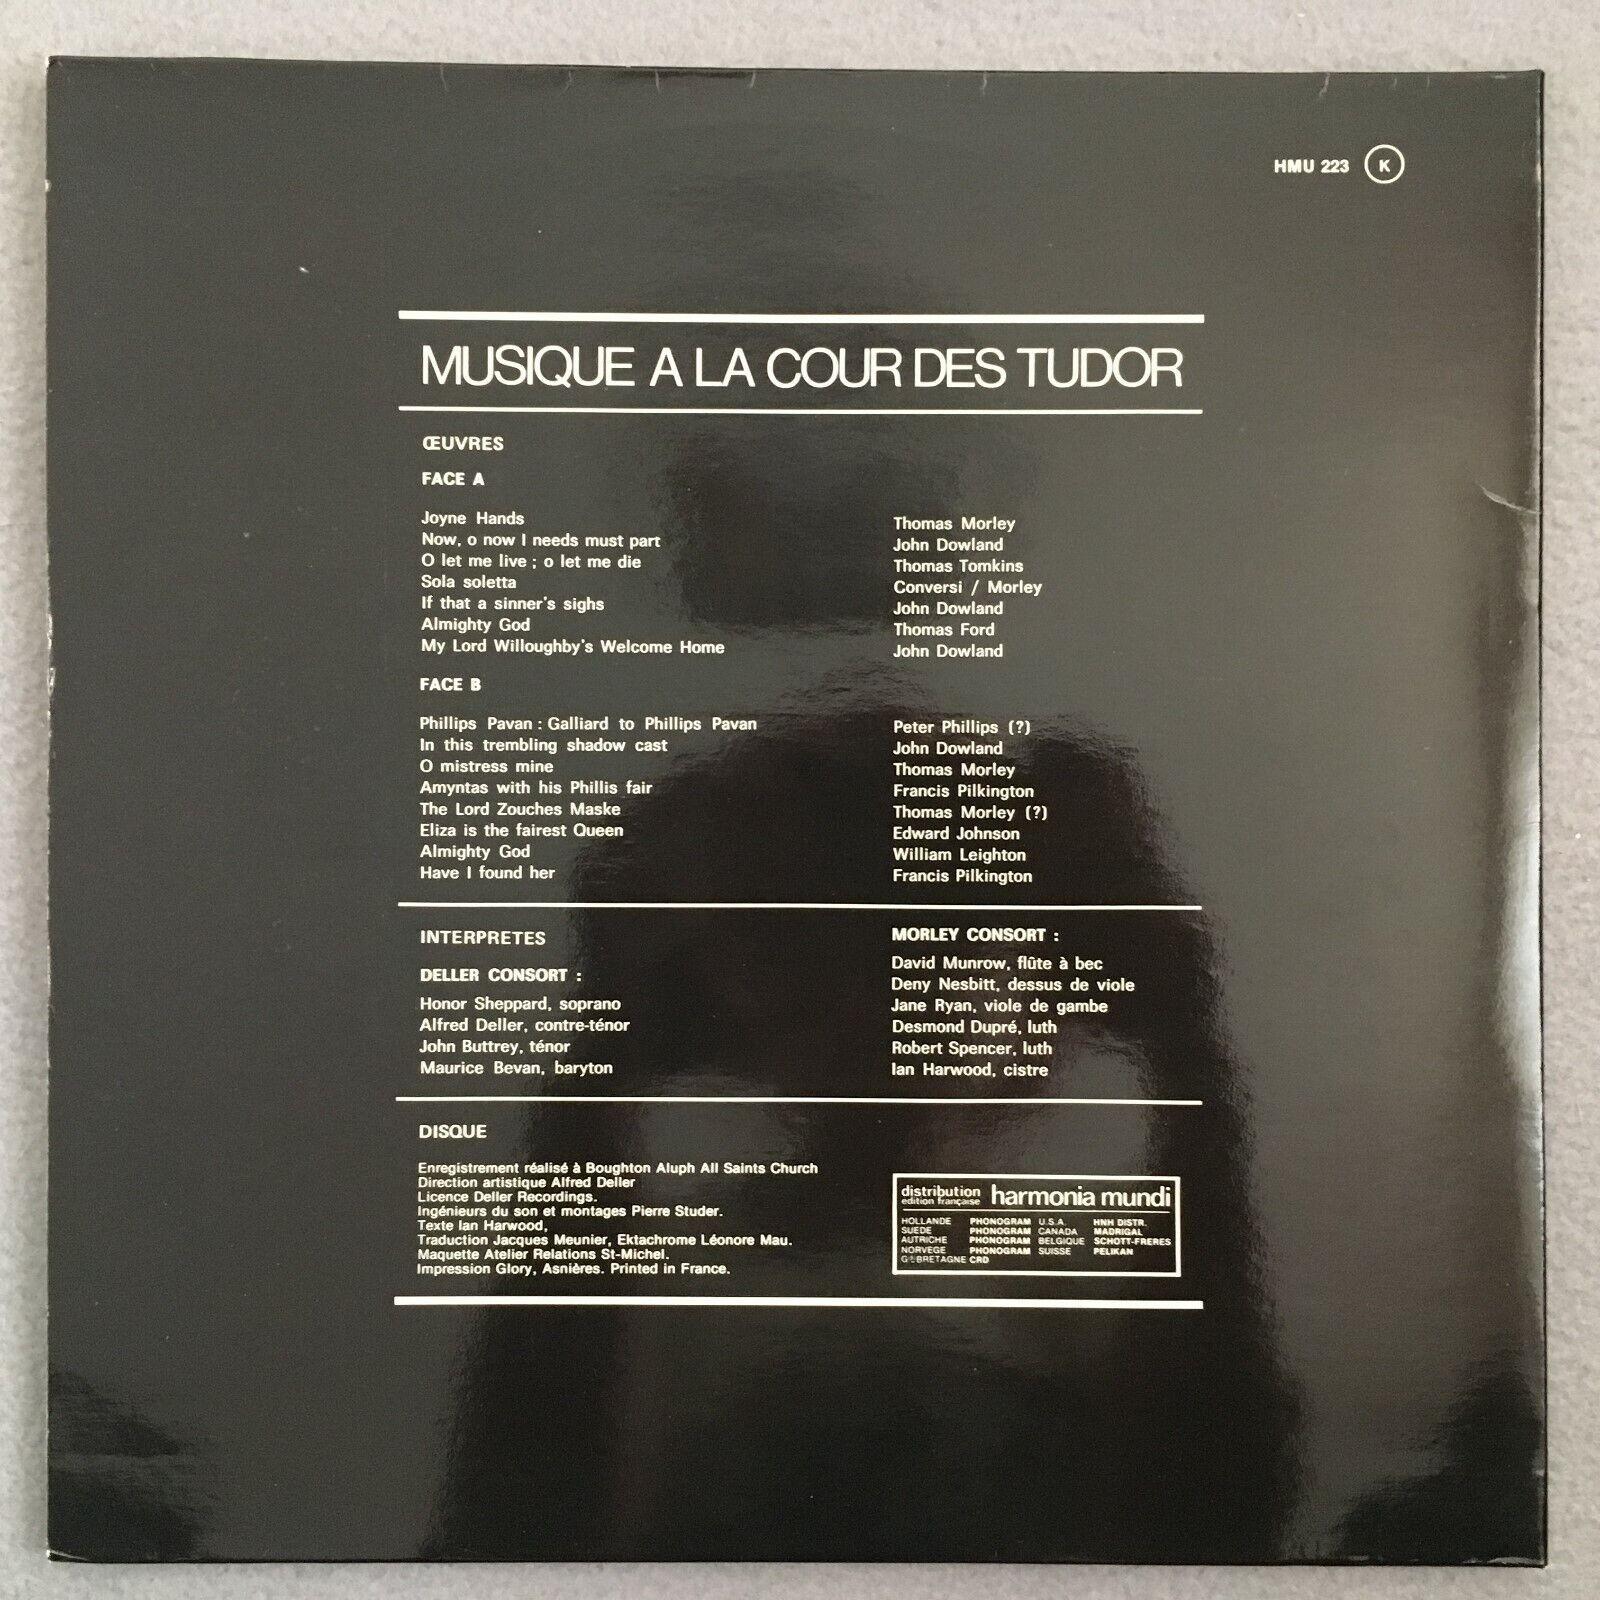 HMU 223 K
MUSIQUE A LA COUR DES TUDOR
ŒUVRES
FACE A
Joyne Hands Thomas Morley
Now, o now I needs must part John Dowland
O let me live ; o let me die Thomas Tomkins
Sola soletta Conversi / Morley
If that a sinner's sighs John Dowland
Almighty God Thomas Ford
My Lord Willoughby's Welcome Home John Dowland
FACE B
Phillips Pavan : Galliard to Phillips Pavan Peter Phillips (?)
In this trembling shadow cast John Dowland
O mistress mine Thomas Morley
Amyntas with his Phillis fair Francis Pilkington
The Lord Zouches Maske Thomas Morley (?)
Eliza is the fairest Queen Edward Johnson
Almighty God William Leighton
Have I found her Francis Pilkington
INTERPRETES
DELLER CONSORT :
Honor Sheppard, soprano
Alfred Deller, contre-ténor
John Buttrey, ténor
Maurice Bevan, baryton
MORLEY CONSORT :
David Munrow, flûte à bec
Deny Nesbitt, dessus de viole
Jane Ryan, viole de gambe
Desmond Dupré, luth
Robert Spencer, luth
Ian Harwood, cistre
DISQUE
Enregistrement réalisé à Boughton Aluph All Saints Church
Direction artistique Alfred Deller
Licence Deller Recordings.
Ingénieurs du son et montages Pierre Studer.
Texte Ian Harwood,
Traduction Jacques Meunier, Ektachrome Léonore Mau.
Maquette Atelier Relations St-Michel.
Impression Glory, Asnières. Printed in France.
distribution harmonia mundi
edition française
HOLLANDE PHONOGRAM U.S.A. HNH DISTR.
SUEDE PHONOGRAM CANADA MADRIGAL
AUTRICHE PHONOGRAM BELGIQUE SCHOTT-FRERES
NORVEGE PHONOGRAM SUISSE PELIKAN
BRETAGNE CRD